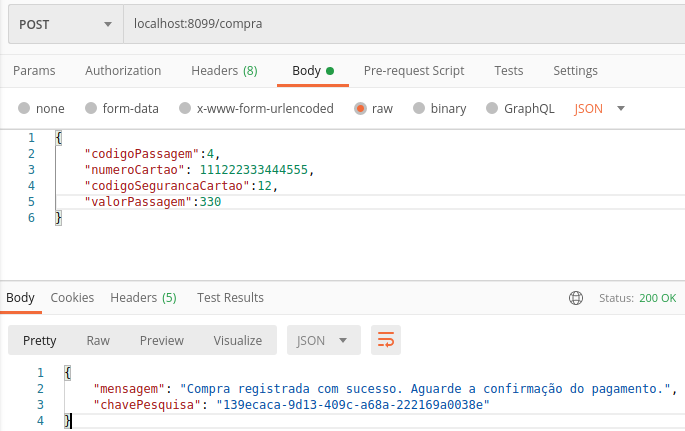 POST localhost:8099/compra
Params Authorization Headers (8) Body Pre-request Script Tests Settings
none form-data x-www-form-urlencoded raw binary GraphQL JSON
1 {
2 "codigoPassagem":4,
3 "numeroCartao": 111222333444555,
4 "codigoSegurancaCartao":12,
5 "valorPassagem":330
6 }
Body Cookies Headers (5) Test Results Status: 200 OK
Pretty Raw Preview Visualize JSON
1 {
2 "mensagem": "Compra registrada com sucesso. Aguarde a confirmação do pagamento.",
3 "chavePesquisa": "139ecaca-9d13-409c-a68a-222169a0038e"
4 }